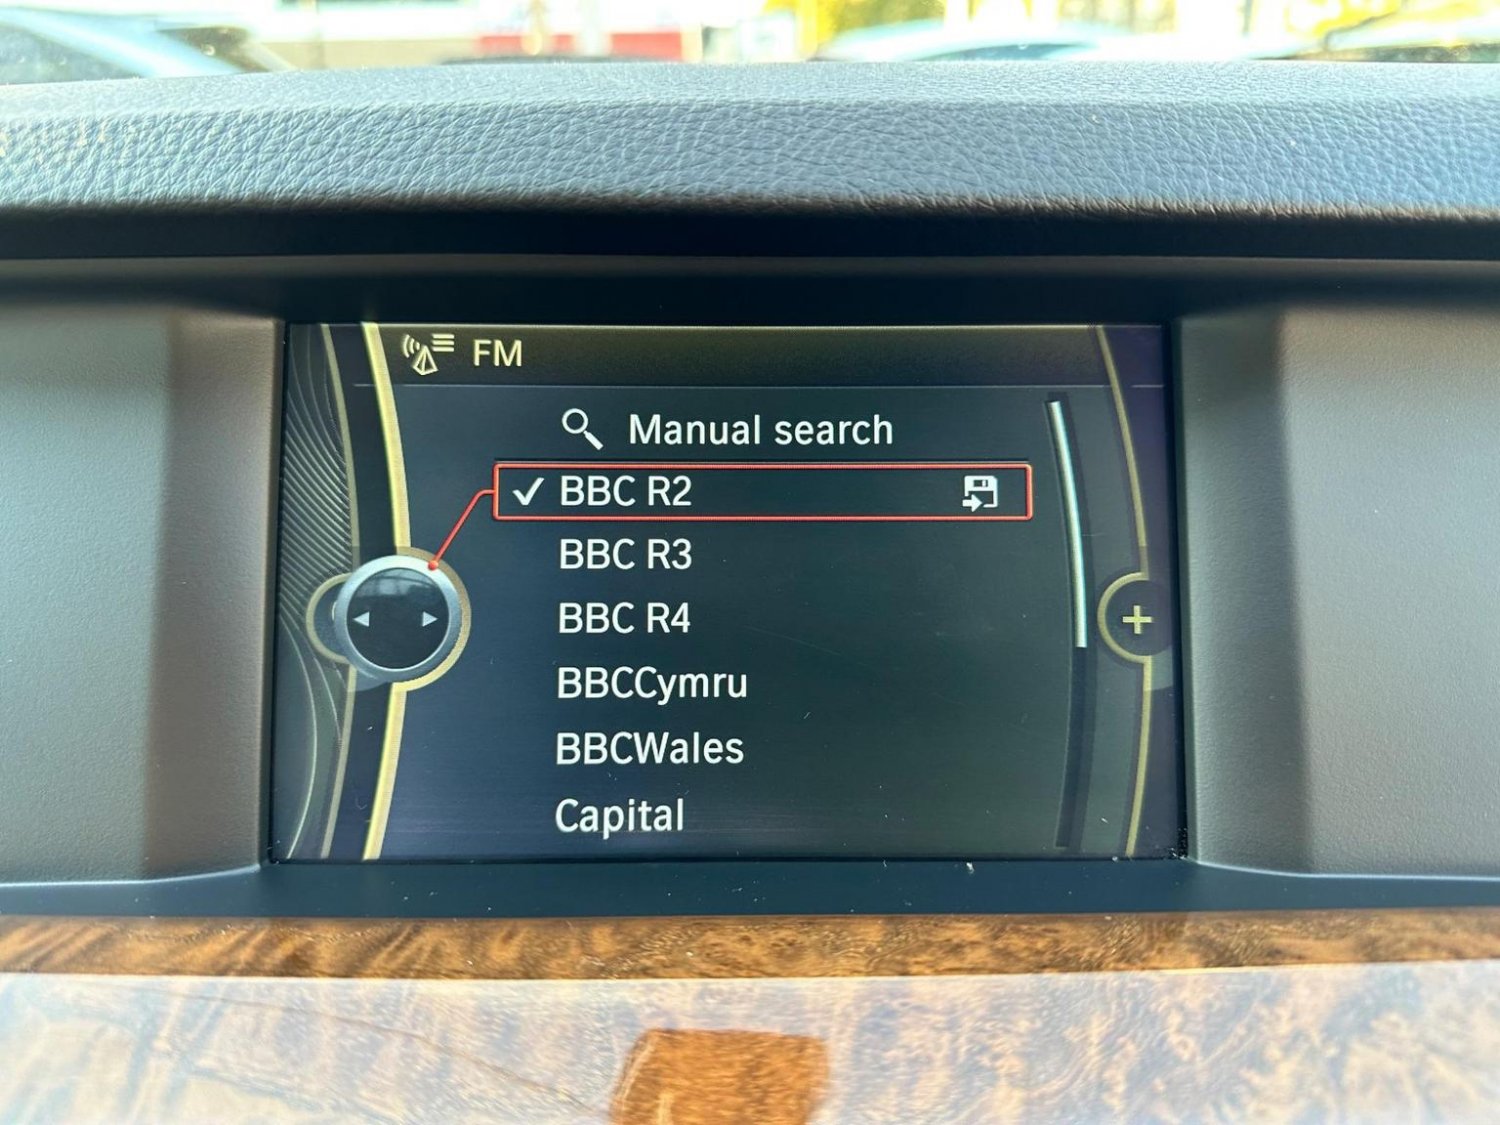 FM
Manual search
BBC R2
BBC R3
BBC R4
BBCCymru
BBCWales
Capital